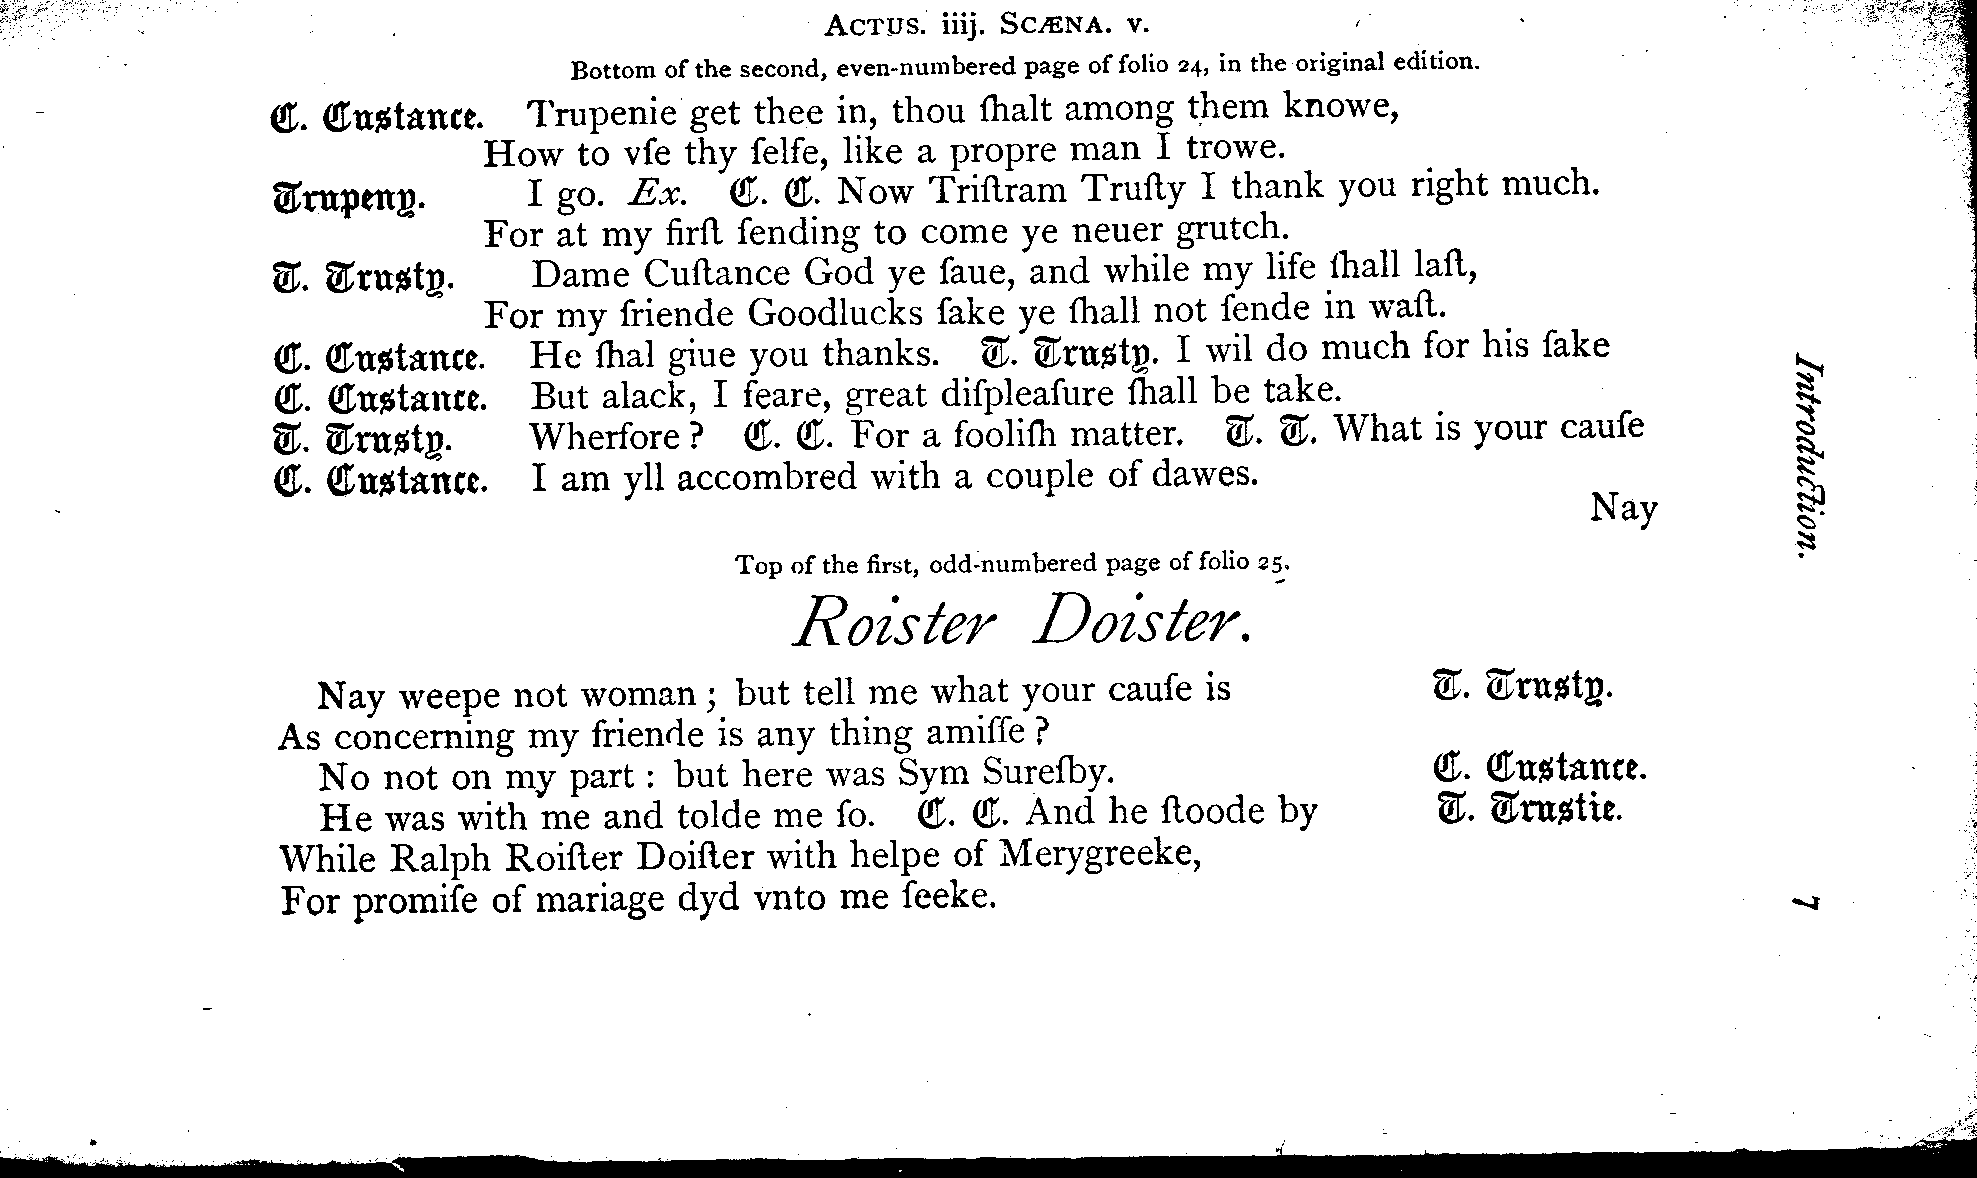 ACTUS. iiij. SCÆNA. v.
Bottom of the second, even-numbered page of folio 24, in the original edition.
C. Custance. Trupenie get thee in, thou ſhalt among them knowe,
How to vſe thy ſelfe, like a propre man I trowe.
Trupeny. I go. Ex. C. C. Now Triſtram Truſty I thank you right much.
For at my firſt ſending to come ye neuer grutch.
T. Trusty. Dame Cuſtance God ye ſaue, and while my life ſhall laſt,
For my friende Goodlucks ſake ye ſhall not ſende in waſt.
C. Custance. He ſhal giue you thanks. T. Trusty. I wil do much for his ſake
C. Custance. But alack, I feare, great diſpleaſure ſhall be take.
T. Trusty. Wherfore? C. C. For a fooliſh matter. T. T. What is your cauſe
C. Custance. I am yll accombred with a couple of dawes.
Nay
Top of the first, odd-numbered page of folio 25.
Roister Doister.
Nay weepe not woman; but tell me what your cauſe is T. Trusty.
As concerning my friende is any thing amiſſe?
No not on my part: but here was Sym Sureſby. C. Custance.
He was with me and tolde me ſo. C. C. And he ſtoode by T. Trustie.
While Ralph Roiſter Doiſter with helpe of Merygreeke,
For promiſe of mariage dyd vnto me ſeeke.
Introduction.
7